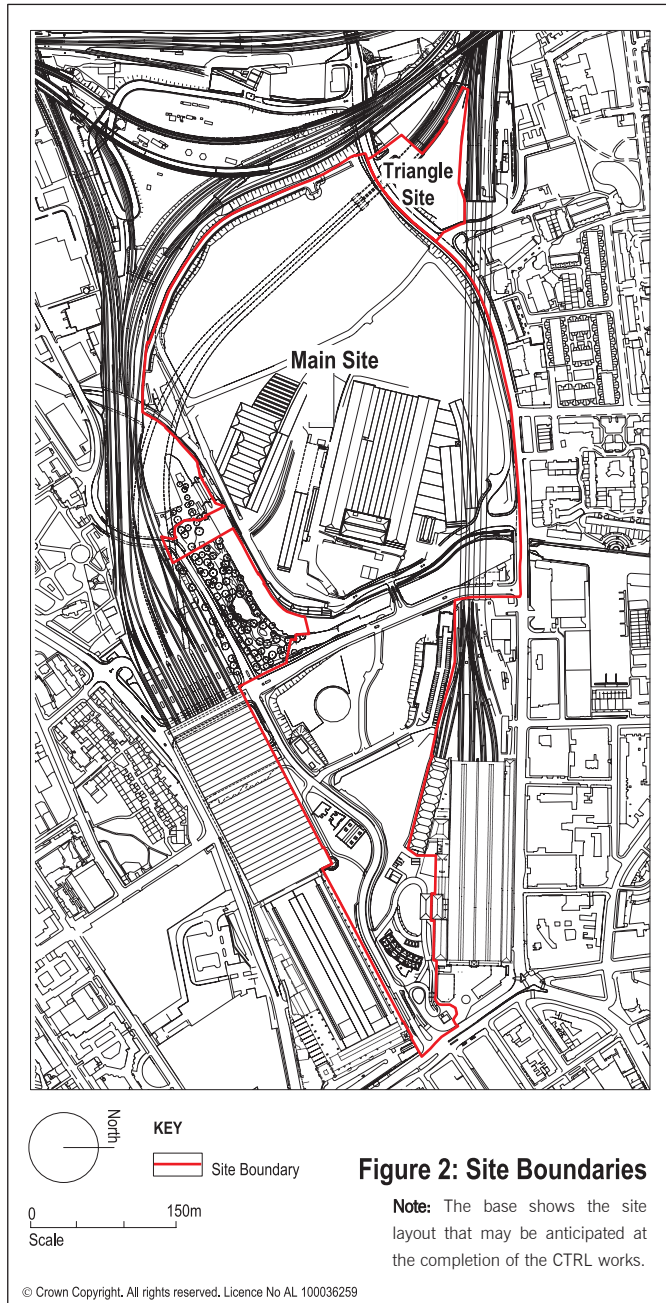 Triangle
Site
Main Site
North
KEY
Site Boundary
0
150m
Scale
Figure 2: Site Boundaries
Note: The base shows the site
layout that may be anticipated at
the completion of the CTRL works.
© Crown Copyright. All rights reserved. Licence No AL 100036259